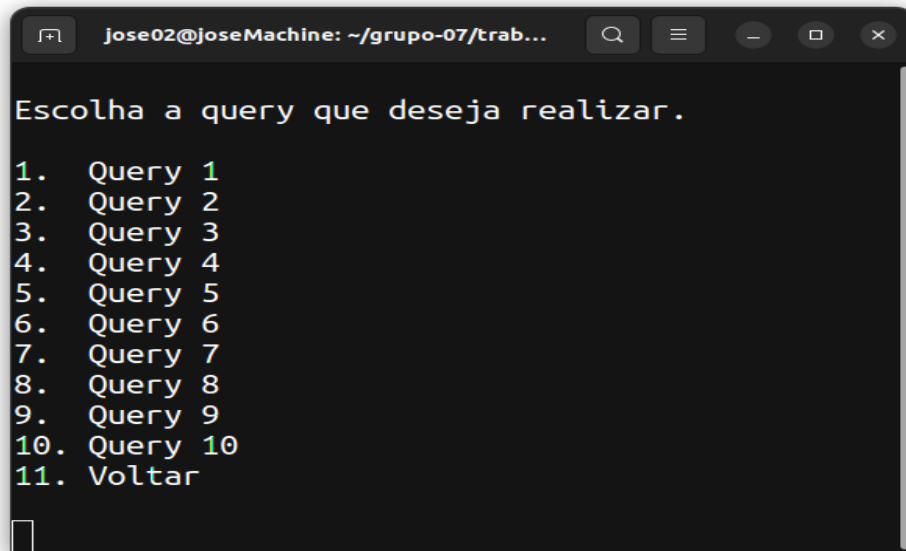 jose02@joseMachine: ~/grupo-07/trab...
Escolha a query que deseja realizar.
1. Query 1
2. Query 2
3. Query 3
4. Query 4
5. Query 5
6. Query 6
7. Query 7
8. Query 8
9. Query 9
10. Query 10
11. Voltar